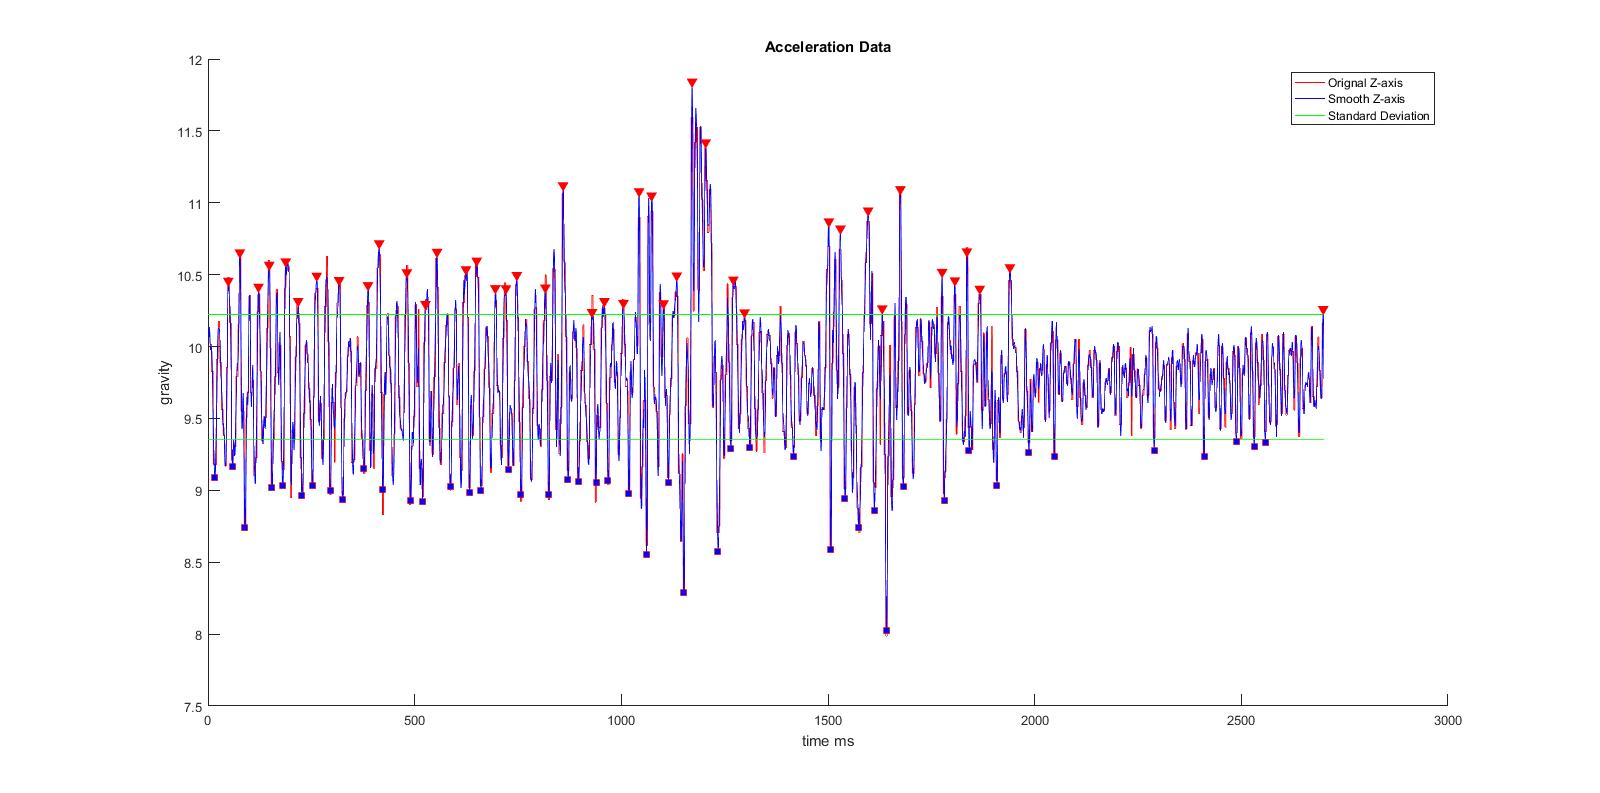 Acceleration Data
12
11.5
11
10.5
10
9.5
9
8.5
8
7.5
gravity
Orignal Z-axis
Smooth Z-axis
Standard Deviation
0
500
1000
1500
2000
2500
3000
time ms